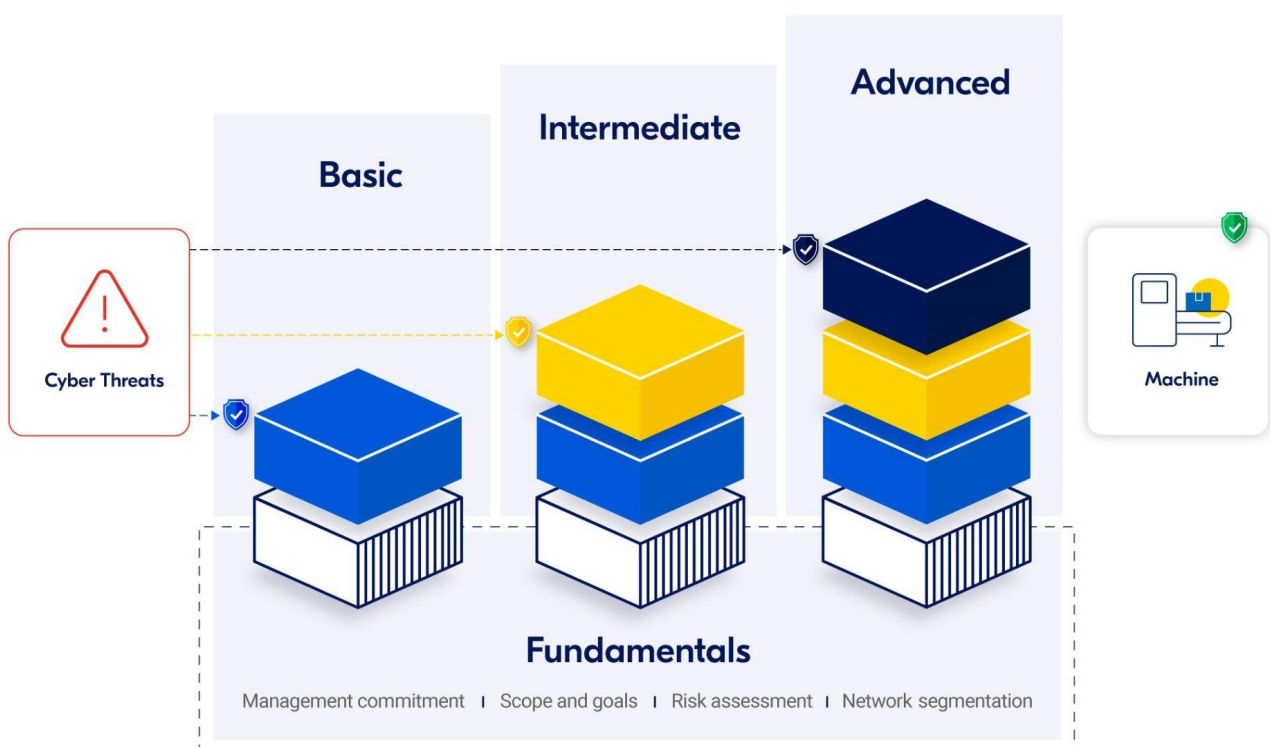 Advanced
Intermediate
Basic
Cyber Threats
Machine
Fundamentals
Management commitment | Scope and goals | Risk assessment | Network segmentation